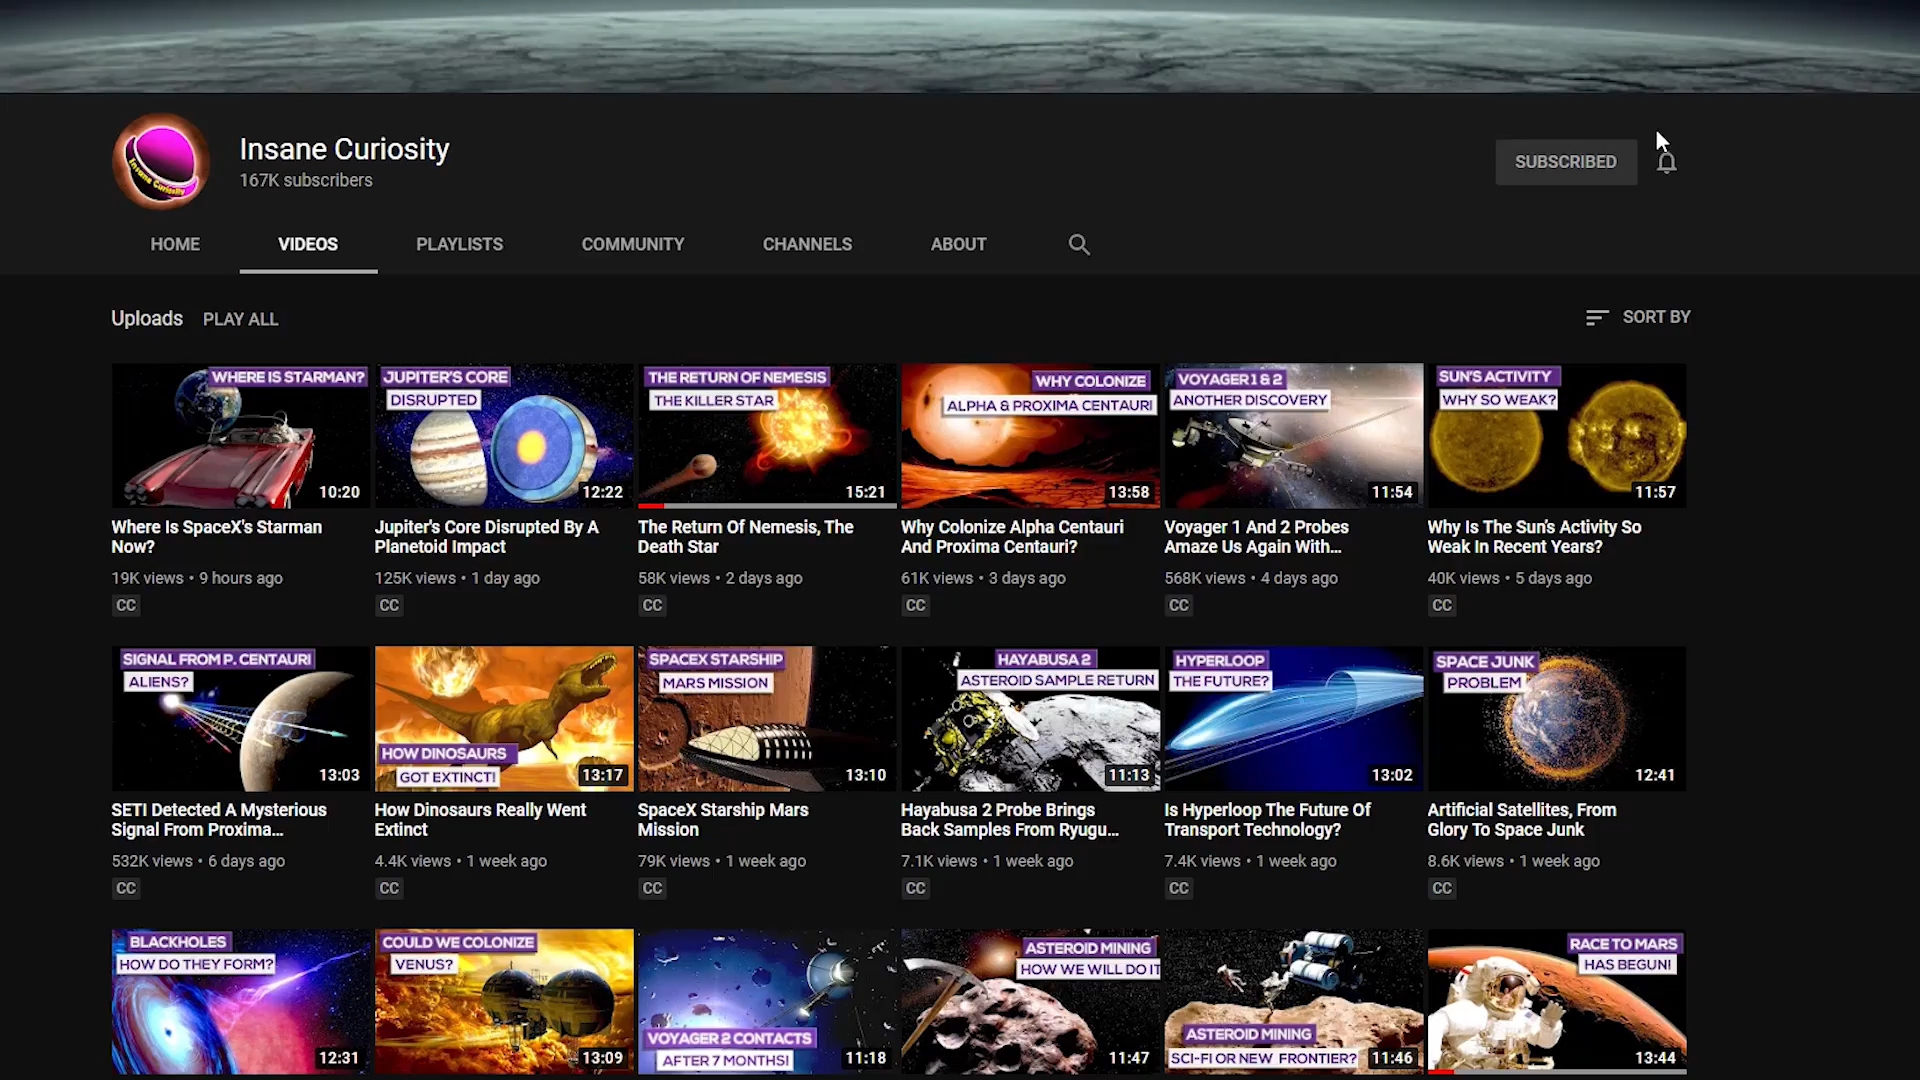 Insane Curiosity
Insane Curiosity
167K subscribers
SUBSCRIBED
HOME VIDEOS PLAYLISTS COMMUNITY CHANNELS ABOUT
Uploads PLAY ALL
SORT BY
WHERE IS STARMAN?
10:20
JUPITER'S CORE
DISRUPTED
12:22
THE RETURN OF NEMESIS
THE KILLER STAR
15:21
WHY COLONIZE
ALPHA & PROXIMA CENTAURI
13:58
VOYAGER 1 & 2
ANOTHER DISCOVERY
11:54
SUN'S ACTIVITY
WHY SO WEAK?
11:57
Where Is SpaceX's Starman
Now?
19K views • 9 hours ago
CC
Jupiter's Core Disrupted By A
Planetoid Impact
125K views • 1 day ago
CC
The Return Of Nemesis, The
Death Star
58K views • 2 days ago
CC
Why Colonize Alpha Centauri
And Proxima Centauri?
61K views • 3 days ago
CC
Voyager 1 And 2 Probes
Amaze Us Again With...
568K views • 4 days ago
CC
Why Is The Sun's Activity So
Weak In Recent Years?
40K views • 5 days ago
CC
SIGNAL FROM P. CENTAURI
ALIENS?
13:03
HOW DINOSAURS
GOT EXTINCT!
13:17
SPACEX STARSHIP
MARS MISSION
13:10
HAYABUSA 2
ASTEROID SAMPLE RETURN
11:13
HYPERLOOP
THE FUTURE?
13:02
SPACE JUNK
PROBLEM
12:41
SETI Detected A Mysterious
Signal From Proxima...
532K views • 6 days ago
CC
How Dinosaurs Really Went
Extinct
4.4K views • 1 week ago
CC
SpaceX Starship Mars
Mission
79K views • 1 week ago
CC
Hayabusa 2 Probe Brings
Back Samples From Ryugu...
7.1K views • 1 week ago
CC
Is Hyperloop The Future Of
Transport Technology?
7.4K views • 1 week ago
CC
Artificial Satellites, From
Glory To Space Junk
8.6K views • 1 week ago
CC
BLACKHOLES
HOW DO THEY FORM?
12:31
COULD WE COLONIZE
VENUS?
13:09
VOYAGER 2 CONTACTS
AFTER 7 MONTHS!
11:18
ASTEROID MINING
HOW WE WILL DO IT
11:47
ASTEROID MINING
SCI-FI OR NEW FRONTIER?
11:46
RACE TO MARS
HAS BEGUN!
13:44